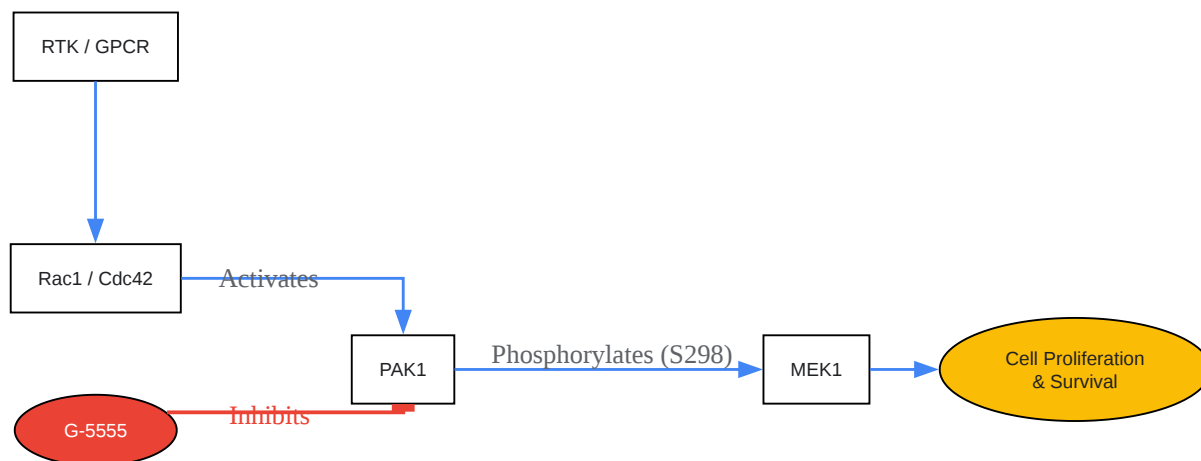 RTK / GPCR
Rac1 / Cdc42
Activates
PAK1
Phosphorylates (S298)
MEK1
Cell Proliferation
& Survival
Inhibits
G-5555